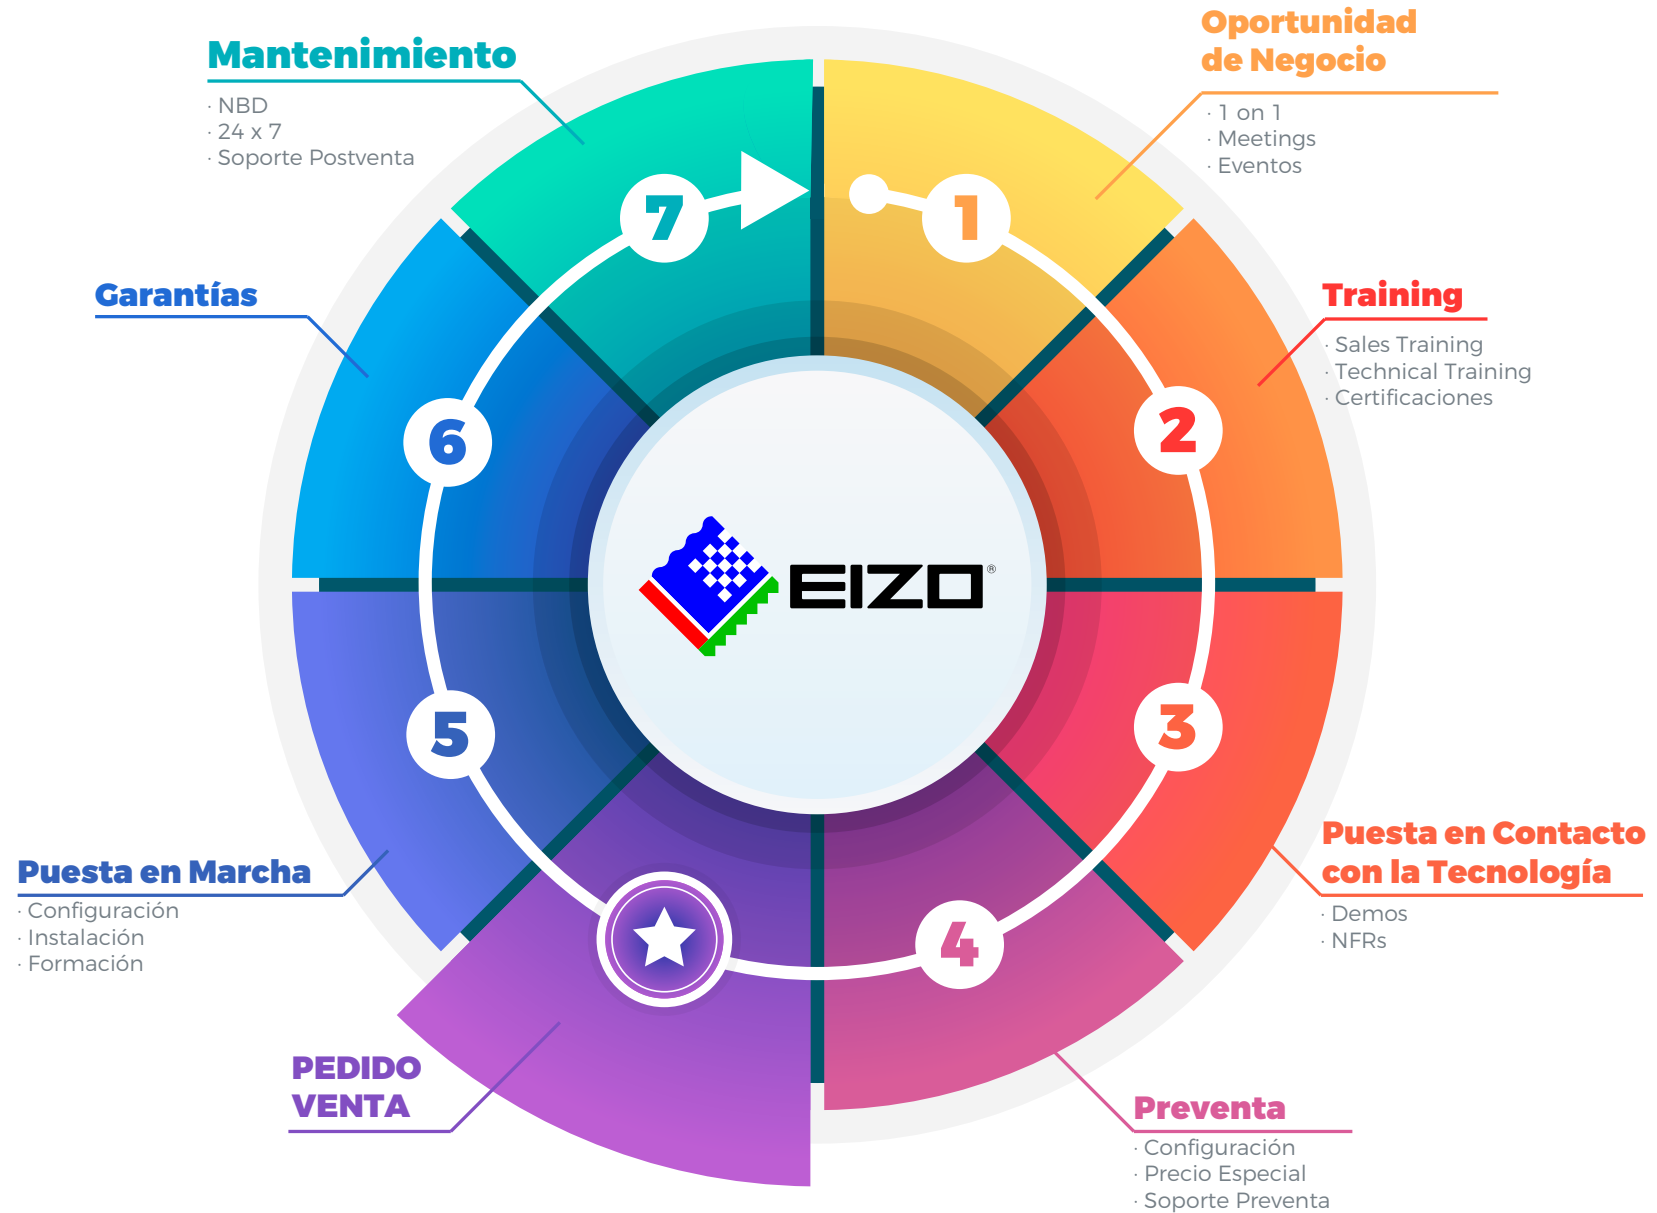 Oportunidad
de Negocio
· 1 on 1
· Meetings
· Eventos
1
Training
· Sales Training
· Technical Training
· Certificaciones
2
Puesta en Contacto
con la Tecnología
· Demos
· NFRs
3
Preventa
· Configuración
· Precio Especial
· Soporte Preventa
4
PEDIDO
VENTA
Puesta en Marcha
· Configuración
· Instalación
· Formación
5
Garantías
6
Mantenimiento
· NBD
· 24 x 7
· Soporte Postventa
7
EIZO®